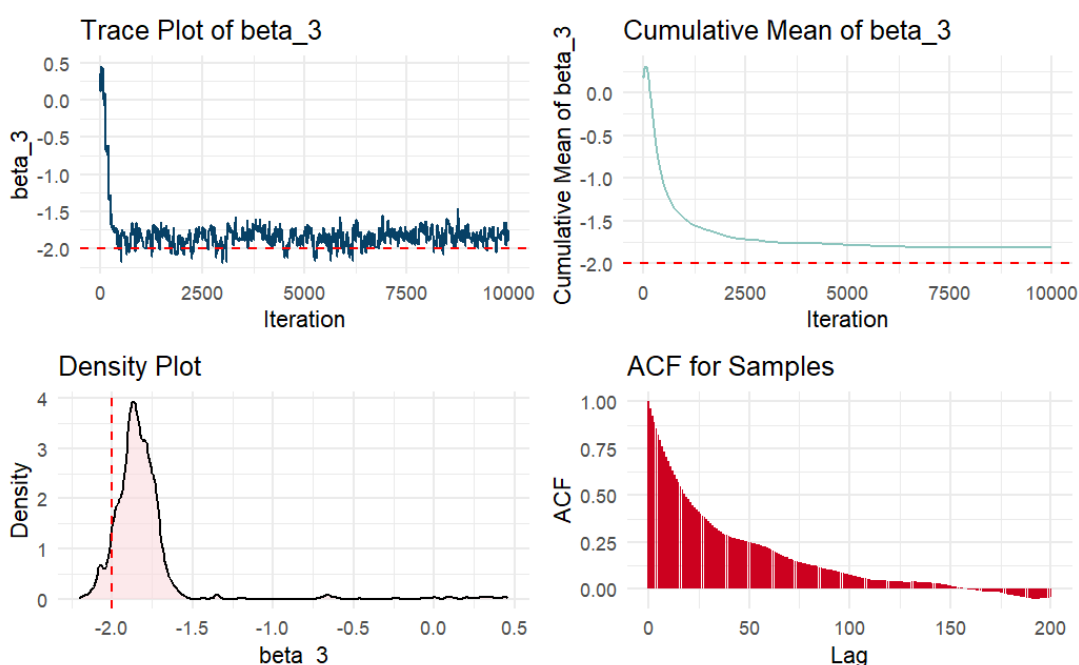 Trace Plot of beta_3
beta_3
0.5
0.0
-0.5
-1.0
-1.5
-2.0
0 2500 5000 7500 10000
Iteration
Cumulative Mean of beta_3
Cumulative Mean of beta_3
0.0
-0.5
-1.0
-1.5
-2.0
0 2500 5000 7500 10000
Iteration
Density Plot
Density
4
3
2
1
0
-2.0 -1.5 -1.0 -0.5 0.0 0.5
beta_3
ACF for Samples
ACF
1.00
0.75
0.50
0.25
0.00
0 50 100 150 200
Lag